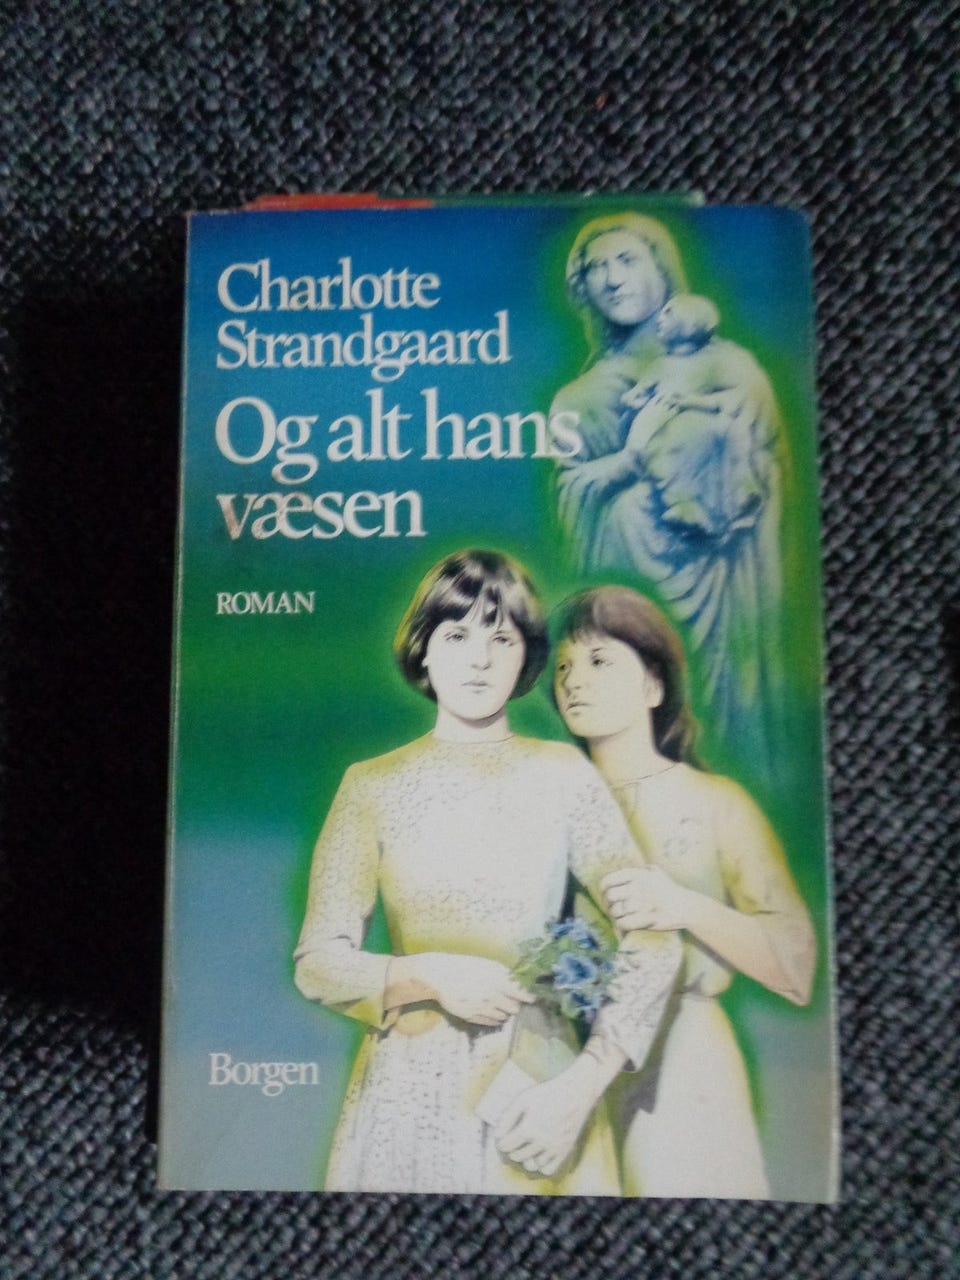 Charlotte
Strandgaard
Og alt hans
væsen
ROMAN
Borgen